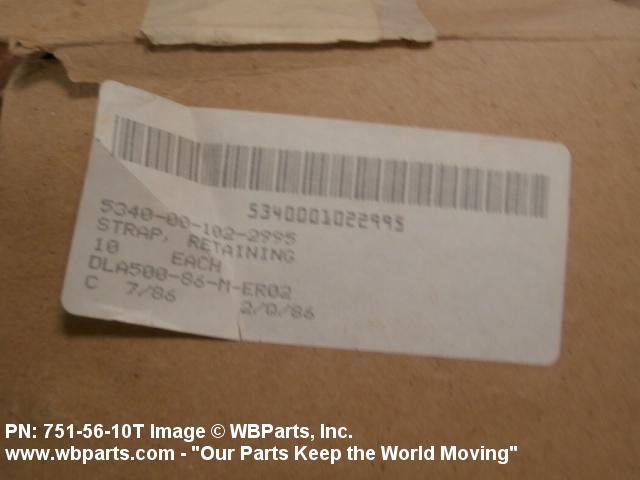 5340001022995
5340-00-102-2995
STRAP, RETAINING
10 EACH
DLA500-86-M-ER02
C 7/86 2/Q/86
PN: 751-56-10T Image © WBParts, Inc.
www.wbparts.com - "Our Parts Keep the World Moving"